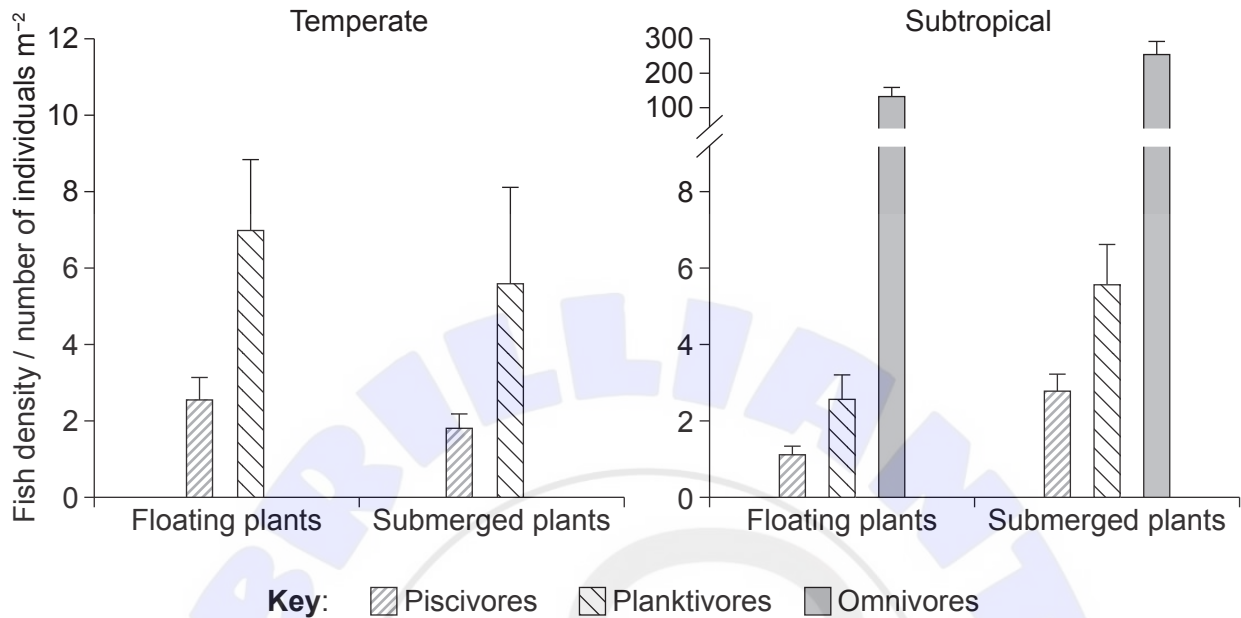 Temperate
Subtropical
Fish density / number of individuals m⁻²
12
10
8
6
4
2
0
300
200
100
8
6
4
2
0
Floating plants
Submerged plants
Floating plants
Submerged plants
Key: Piscivores Planktivores Omnivores
BRILLIANT